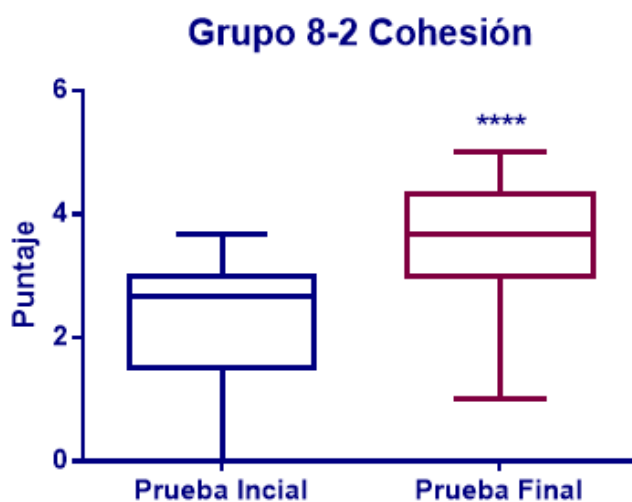 Grupo 8-2 Cohesión
6
****
4
Puntaje
2
0
Prueba Incial
Prueba Final